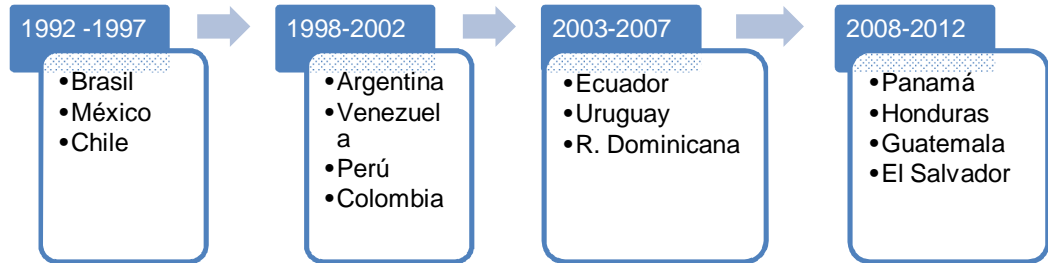 1992 -1997
•Brasil
•México
•Chile
1998-2002
•Argentina
•Venezuel
a
•Perú
•Colombia
2003-2007
•Ecuador
•Uruguay
•R. Dominicana
2008-2012
•Panamá
•Honduras
•Guatemala
•El Salvador